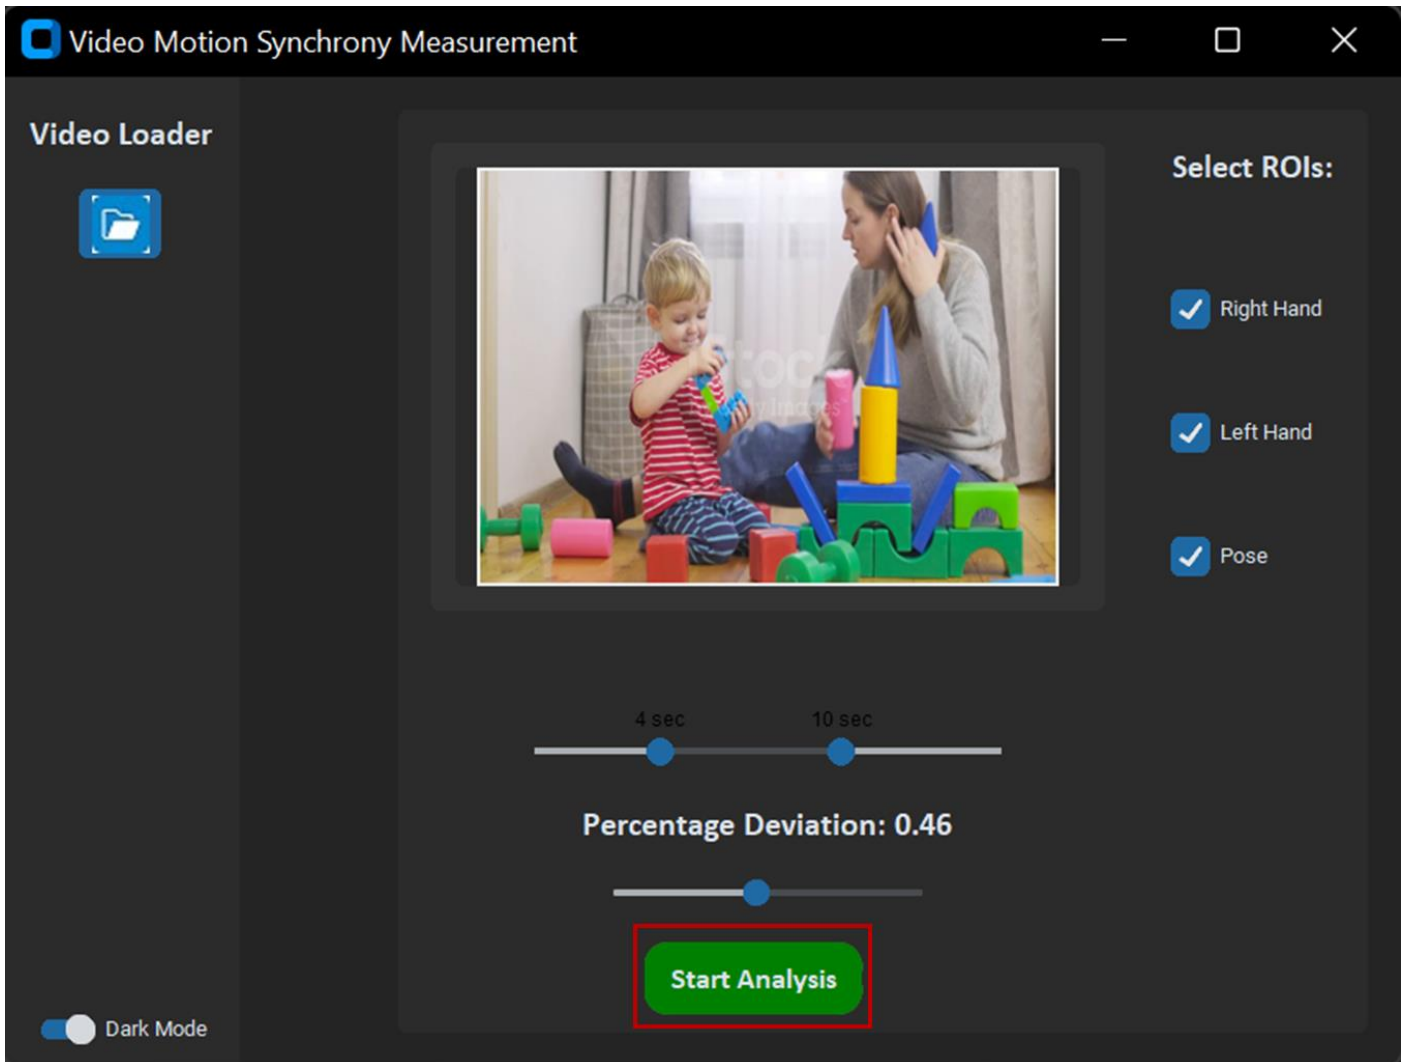 Video Motion Synchrony Measurement
Video Loader
Select ROIs:
Right Hand
Left Hand
Pose
4 sec
10 sec
Percentage Deviation: 0.46
Start Analysis
Dark Mode